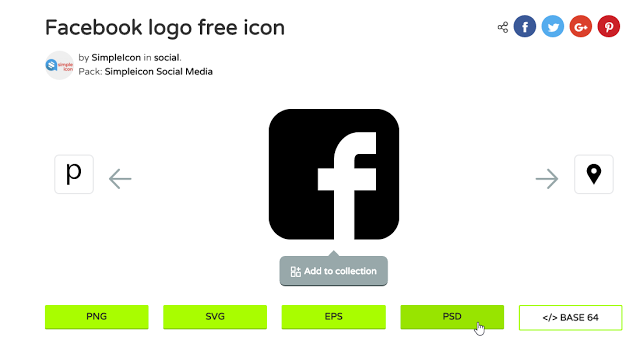 Facebook logo free icon
by SimpleIcon in social.
Pack: Simpleicon Social Media
simple
icon
Add to collection
PNG
SVG
EPS
PSD
</> BASE 64